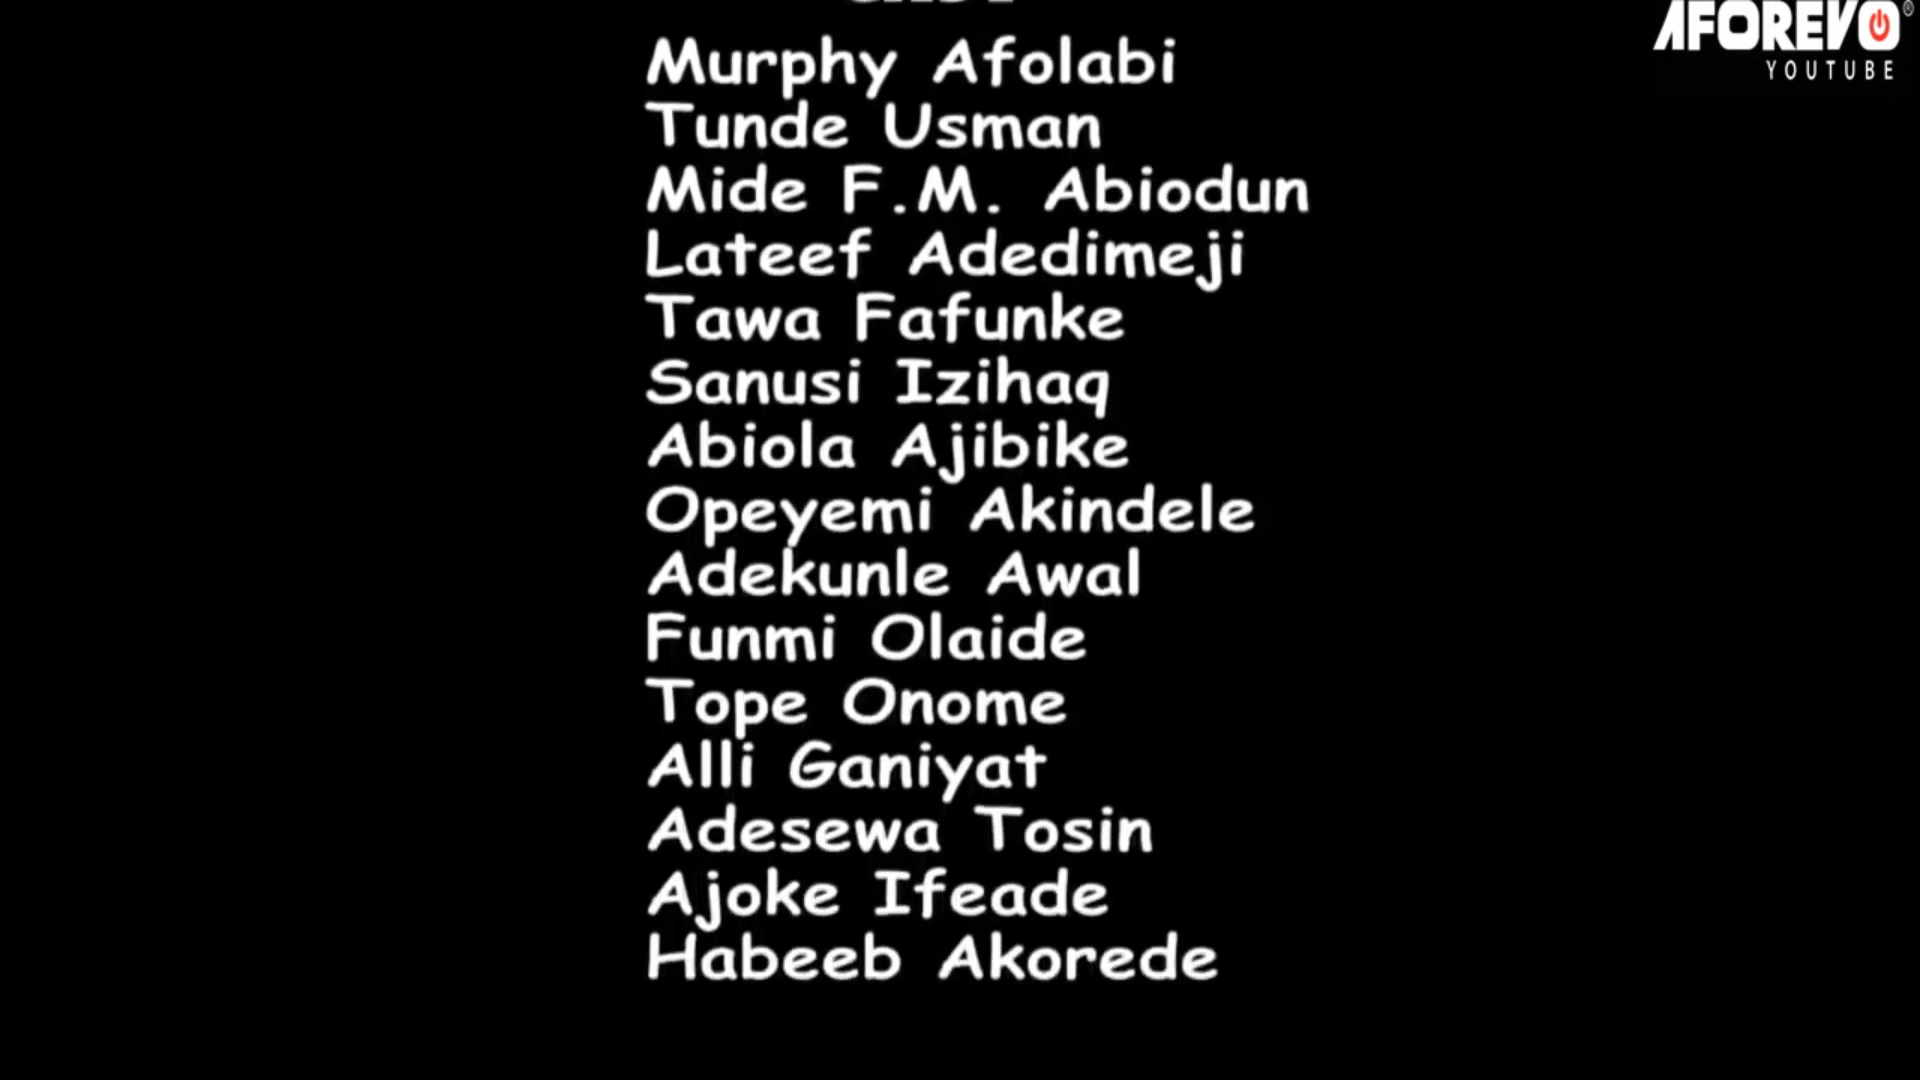 AFOREVO®
YOUTUBE
Murphy Afolabi
Tunde Usman
Mide F.M. Abiodun
Lateef Adedimeji
Tawa Fafunke
Sanusi Izihaq
Abiola Ajibike
Opeyemi Akindele
Adekunle Awal
Funmi Olaide
Tope Onome
Alli Ganiyat
Adesewa Tosin
Ajoke Ifeade
Habeeb Akorede